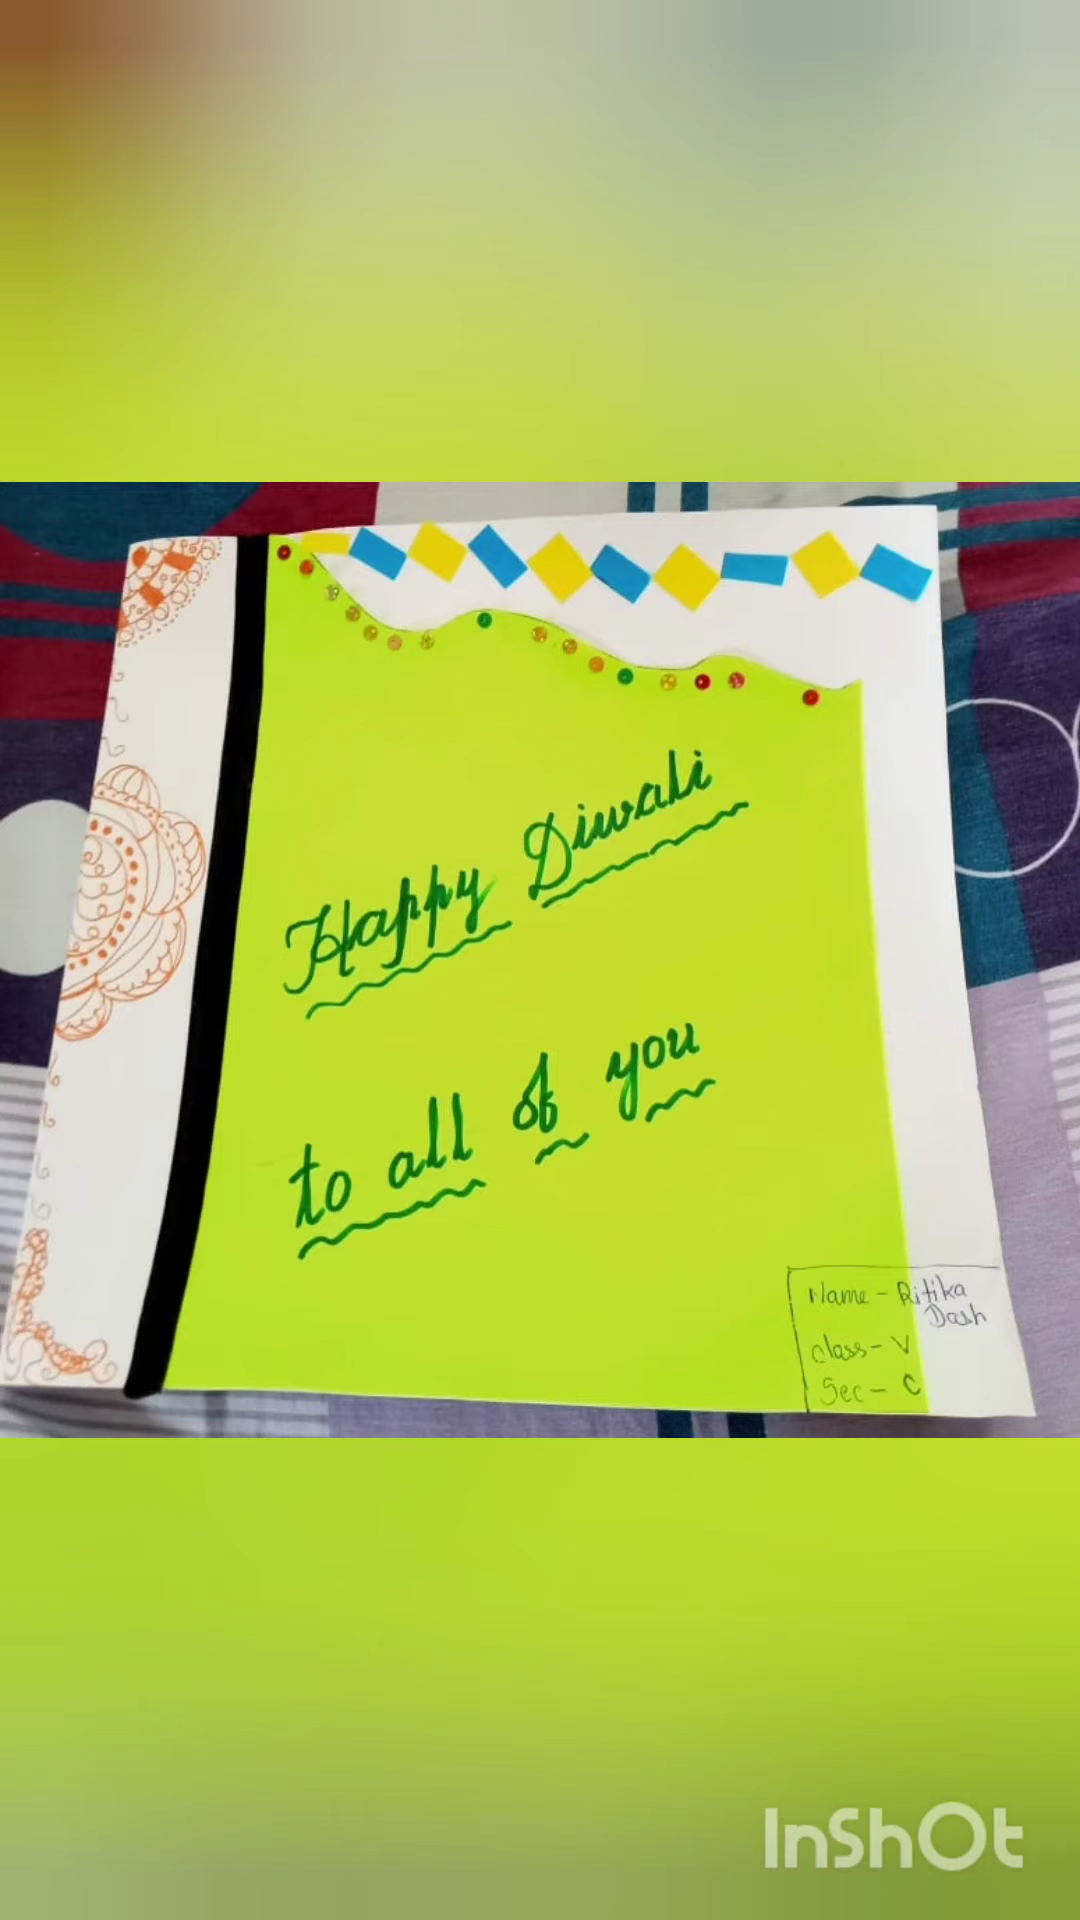 Happy Diwali
to all of you
Name - Ritika
Dash
Class - V
Sec - C
InShOt